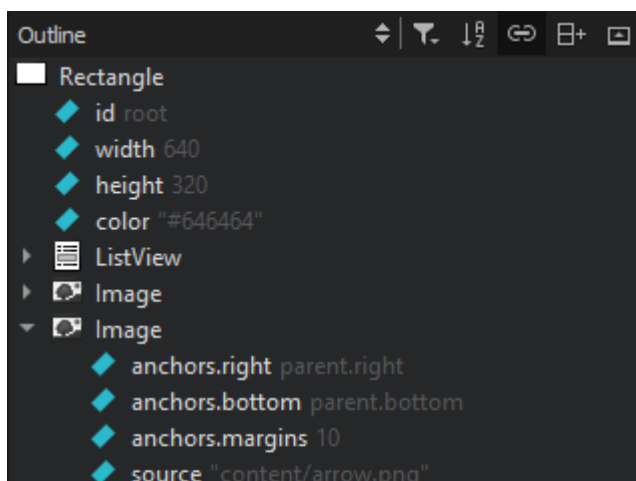 Outline
Rectangle
id root
width 640
height 320
color "#646464"
ListView
Image
Image
anchors.right parent.right
anchors.bottom parent.bottom
anchors.margins 10
source "content/arrow.png"